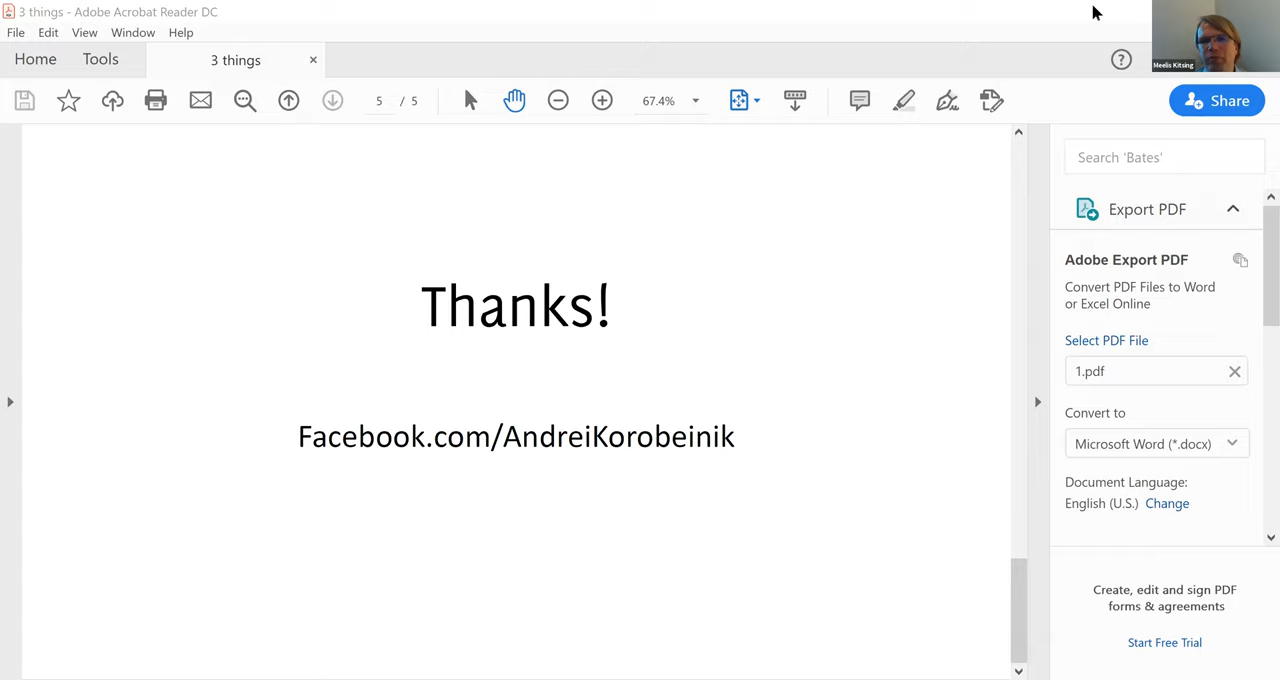 3 things - Adobe Acrobat Reader DC
File Edit View Window Help
Home Tools 3 things ×
5 / 5 67.4% Share
Meelis Kitsing
Thanks!
Facebook.com/AndreiKorobeinik
Search 'Bates'
Export PDF
Adobe Export PDF
Convert PDF Files to Word
or Excel Online
Select PDF File
1.pdf
Convert to
Microsoft Word (*.docx)
Document Language:
English (U.S.) Change
Create, edit and sign PDF
forms & agreements
Start Free Trial